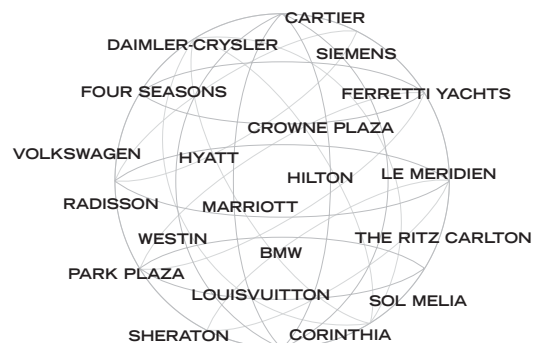 CARTIER
DAIMLER-CRYSLER
SIEMENS
FOUR SEASONS
FERRETTI YACHTS
CROWNE PLAZA
VOLKSWAGEN
HYATT
HILTON
LE MERIDIEN
RADISSON
MARRIOTT
WESTIN
BMW
THE RITZ CARLTON
PARK PLAZA
LOUISVUITTON
SOL MELIA
SHERATON
CORINTHIA